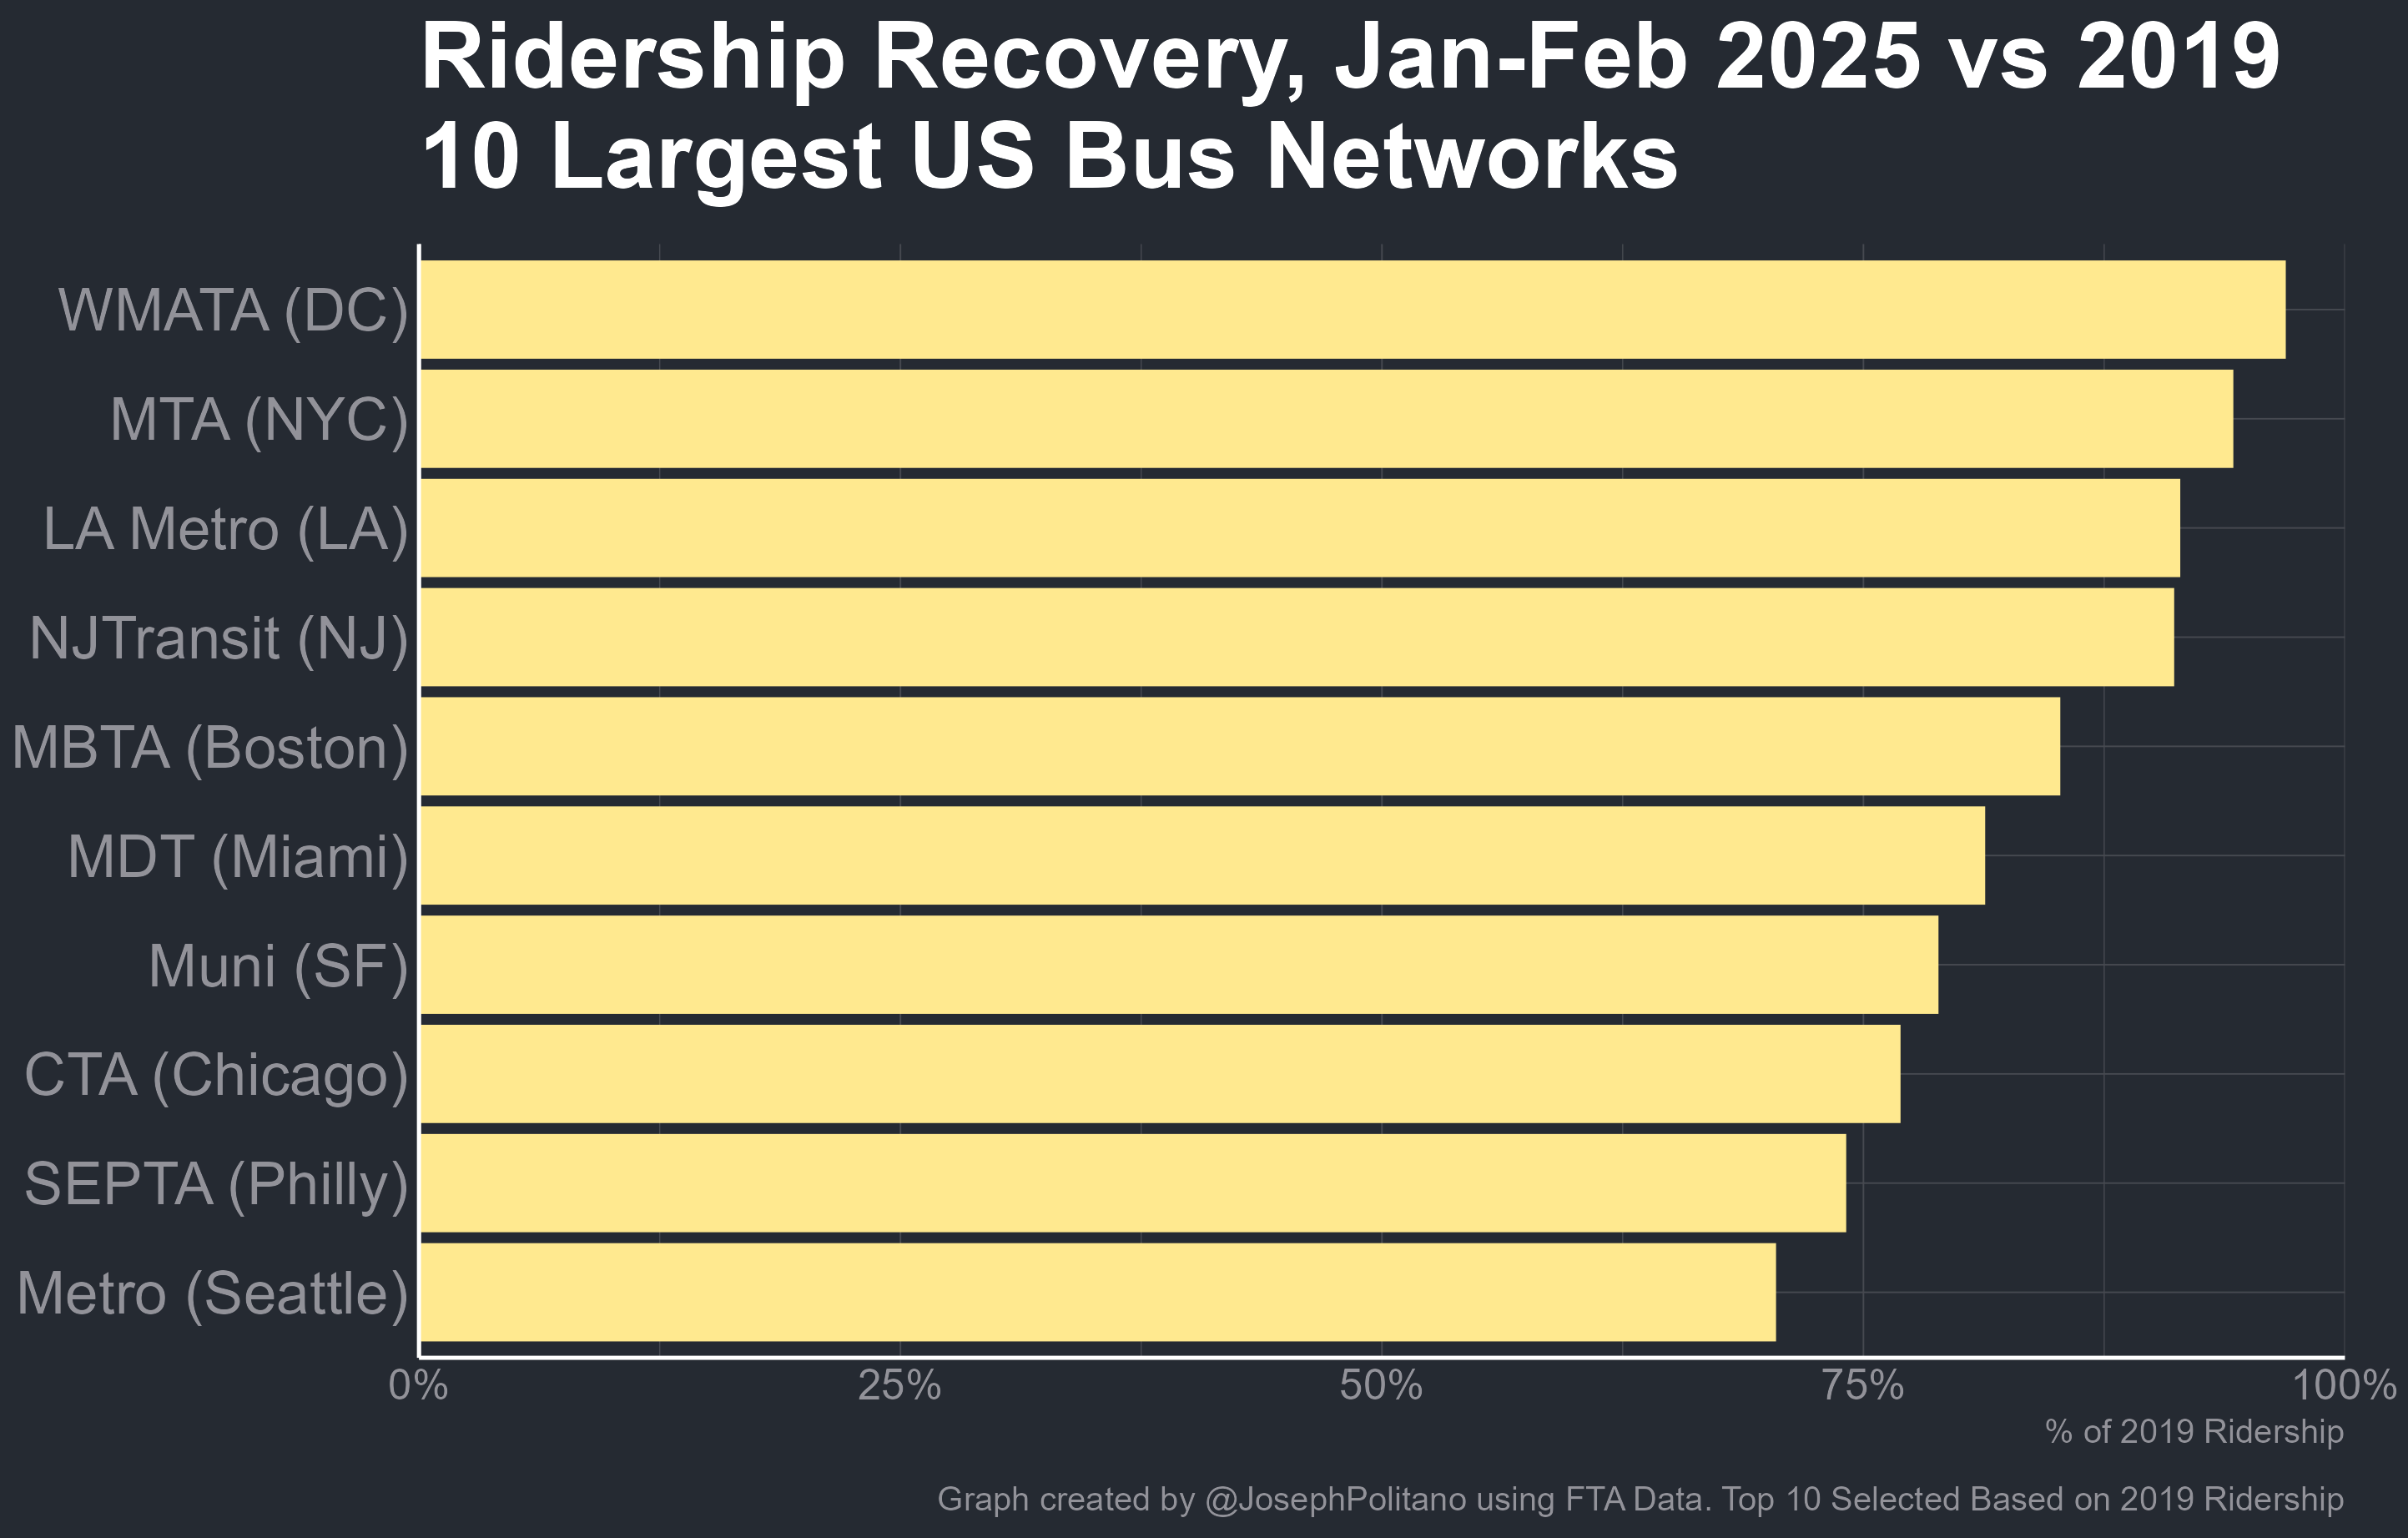 Ridership Recovery, Jan-Feb 2025 vs 2019
10 Largest US Bus Networks
WMATA (DC)
MTA (NYC)
LA Metro (LA)
NJTransit (NJ)
MBTA (Boston)
MDT (Miami)
Muni (SF)
CTA (Chicago)
SEPTA (Philly)
Metro (Seattle)
0% 25% 50% 75% 100%
% of 2019 Ridership
Graph created by @JosephPolitano using FTA Data. Top 10 Selected Based on 2019 Ridership